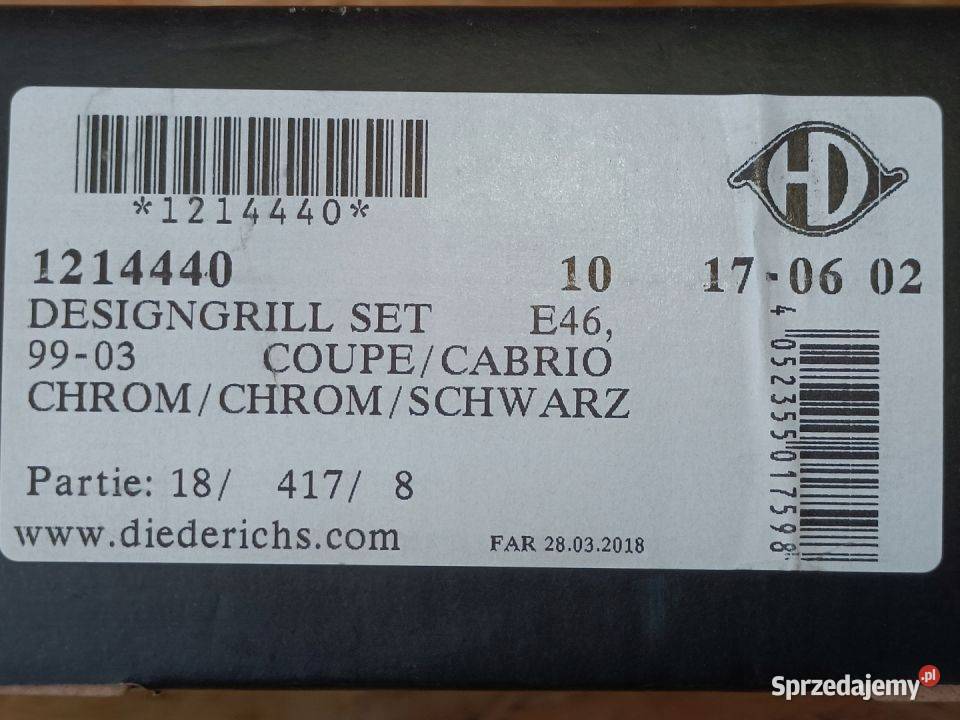 *1214440*
HD
1214440 10 17-06 02
DESIGNGRILL SET E46,
99-03 COUPE/CABRIO
CHROM/CHROM/SCHWARZ
Partie: 18/ 417/ 8
www.diederichs.com FAR 28.03.2018
4 052355 017598
Sprzedajemy.pl